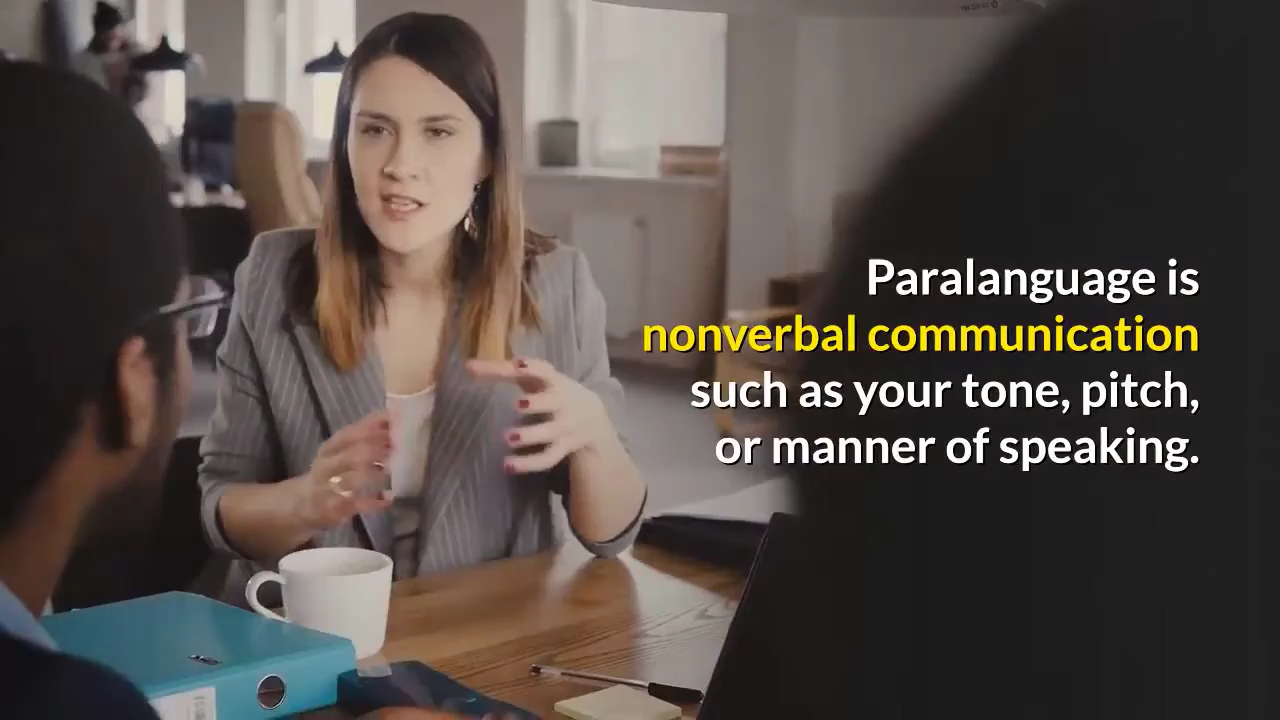 Paralanguage is
nonverbal communication
such as your tone, pitch,
or manner of speaking.